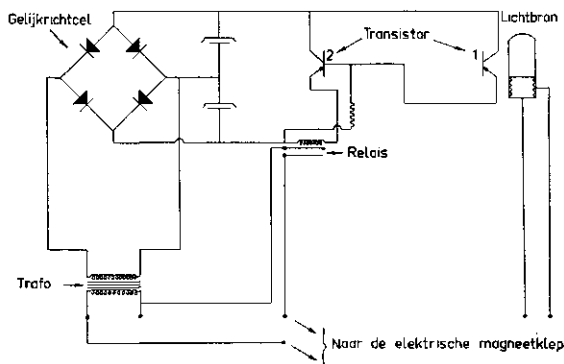 Gelijkrichtcel
Transistor
Lichtbron
2
1
Relais
Trafo
Naar de elektrische magneetklep